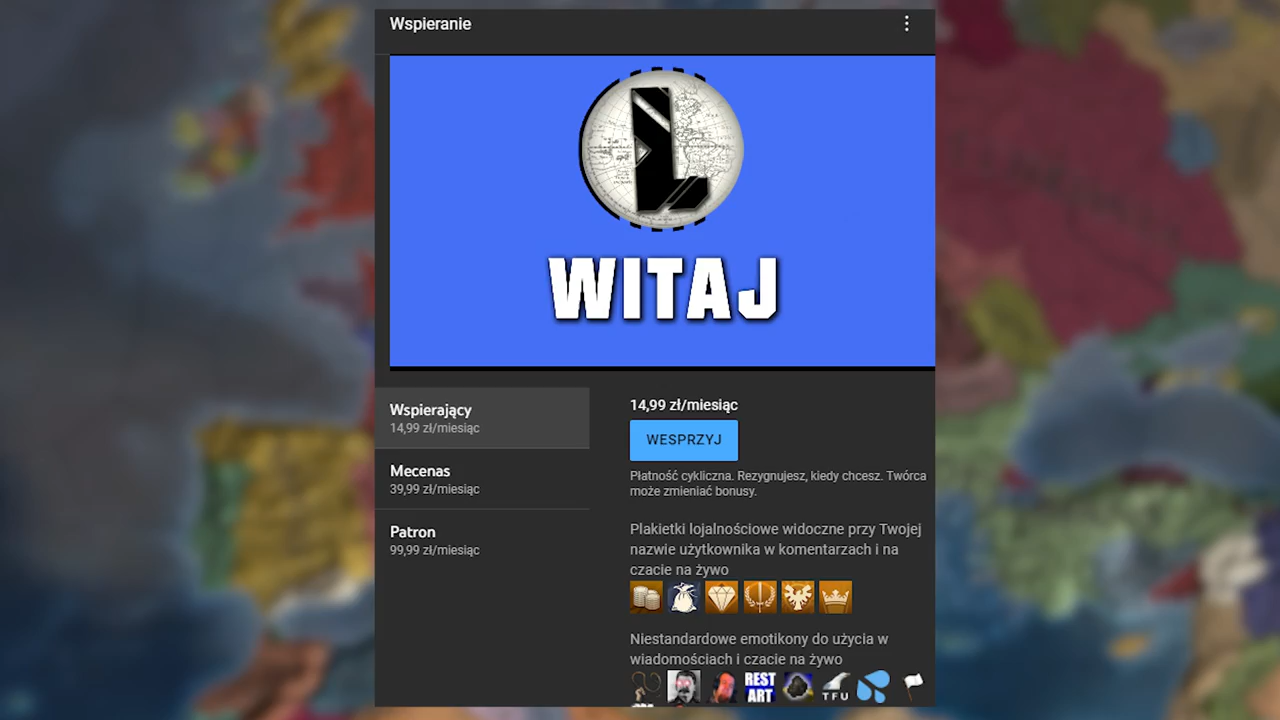 Wspieranie
Ł
WITAJ
Wspierający
14,99 zł/miesiąc
Mecenas
39,99 zł/miesiąc
Patron
99,99 zł/miesiąc
14,99 zł/miesiąc
WESPRZYJ
Płatność cykliczna. Rezygnujesz, kiedy chcesz. Twórca
może zmieniać bonusy.
Plakietki lojalnościowe widoczne przy Twojej
nazwie użytkownika w komentarzach i na
czacie na żywo
Niestandardowe emotikony do użycia w
wiadomościach i czacie na żywo
REST
ART
TFU